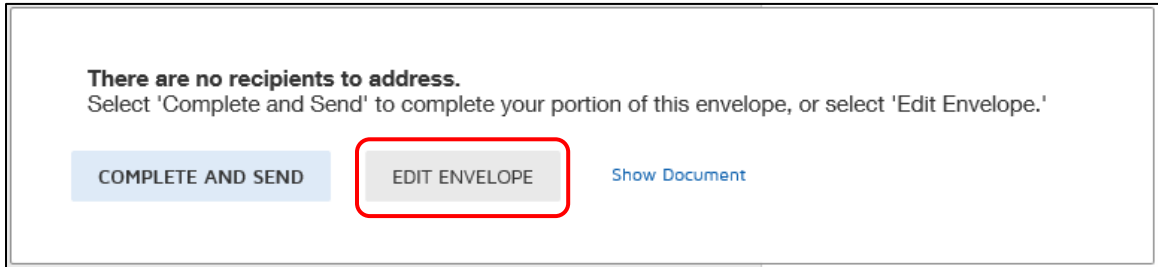 There are no recipients to address.
Select 'Complete and Send' to complete your portion of this envelope, or select 'Edit Envelope.'
COMPLETE AND SEND
EDIT ENVELOPE
Show Document